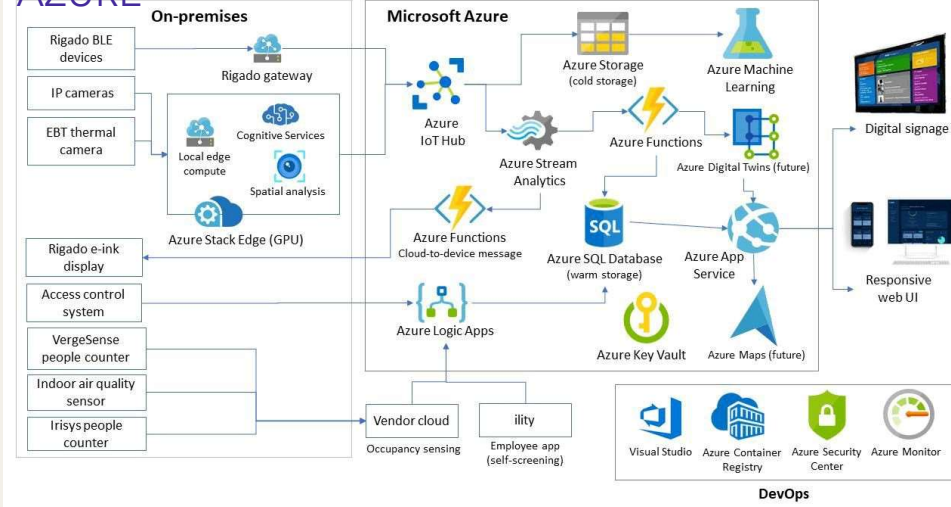 AZURE
On-premises
Rigado BLE
devices
IP cameras
EBT thermal
camera
Rigado gateway
Local edge
compute
Cognitive Services
Spatial analysis
Azure Stack Edge (GPU)
Rigado e-ink
display
Access control
system
VergeSense
people counter
Indoor air quality
sensor
Irisys people
counter
Microsoft Azure
Azure
IoT Hub
Azure Storage
(cold storage)
Azure Machine
Learning
Azure Stream
Analytics
Azure Functions
Azure Digital Twins (future)
Azure Functions
Cloud-to-device message
SQL
Azure SQL Database
(warm storage)
Azure App
Service
Azure Logic Apps
Azure Key Vault
Azure Maps (future)
Vendor cloud
Occupancy sensing
ility
Employee app
(self-screening)
Digital signage
Responsive
web UI
Visual Studio
Azure Container
Registry
Azure Security
Center
Azure Monitor
DevOps